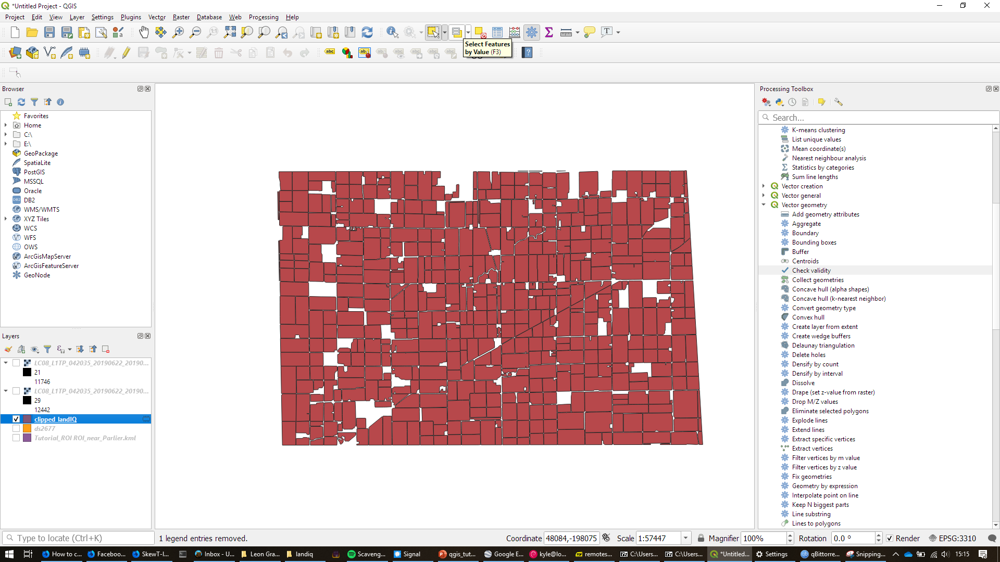 *Untitled Project - QGIS
Project Edit View Layer Settings Plugins Vector Raster Database Web Processing Help
Select Features
by Value (F3)
Browser
Favorites
Home
C:\
E:\
GeoPackage
SpatiaLite
PostGIS
MSSQL
Oracle
DB2
WMS/WMTS
XYZ Tiles
WCS
WFS
OWS
ArcGisMapServer
ArcGisFeatureServer
GeoNode
Layers
LC08_L1TP_042035_20190622_20190...
21
11746
LC08_L1TP_042035_20190622_20190...
29
12442
clipped_landIQ
ds2677
Tutorial_ROI ROI_near_Parlier.kml
Processing Toolbox
Search...
K-means clustering
List unique values
Mean coordinate(s)
Nearest neighbour analysis
Statistics by categories
Sum line lengths
Vector creation
Vector general
Vector geometry
Add geometry attributes
Aggregate
Boundary
Bounding boxes
Buffer
Centroids
Check validity
Collect geometries
Concave hull (alpha shapes)
Concave hull (k-nearest neighbor)
Convert geometry type
Convex hull
Create layer from extent
Create wedge buffers
Delaunay triangulation
Delete holes
Densify by count
Densify by interval
Dissolve
Drape (set z-value from raster)
Drop M/Z values
Eliminate selected polygons
Explode lines
Extend lines
Extract specific vertices
Extract vertices
Filter vertices by m value
Filter vertices by z value
Fix geometries
Geometry by expression
Interpolate point on line
Keep N biggest parts
Line substring
Lines to polygons
Type to locate (Ctrl+K) 1 legend entries removed. Coordinate 48084,-198075 Scale 1:57447 Magnifier 100% Rotation 0.0 ° Render EPSG:3310
How to c... Faceboo... SkewT-l... Inbox - U... Leon Gra... landiq Scaveng... Signal qgis_tut... Google E... kyle@lo... remotes... C:\Users... C:\Users... *Untitled... Settings qBittorre... Snipping... 15:15